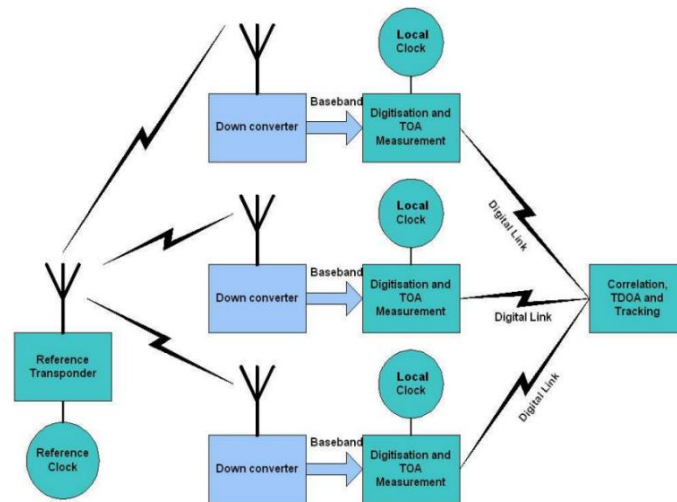 Local
Clock
Baseband
Down converter
Digitisation and
TOA
Measurement
Digital Link
Local
Clock
Baseband
Down converter
Digitisation and
TOA
Measurement
Digital Link
Correlation,
TDOA and
Tracking
Reference
Transponder
Local
Clock
Digital Link
Reference
Clock
Baseband
Down converter
Digitisation and
TOA
Measurement